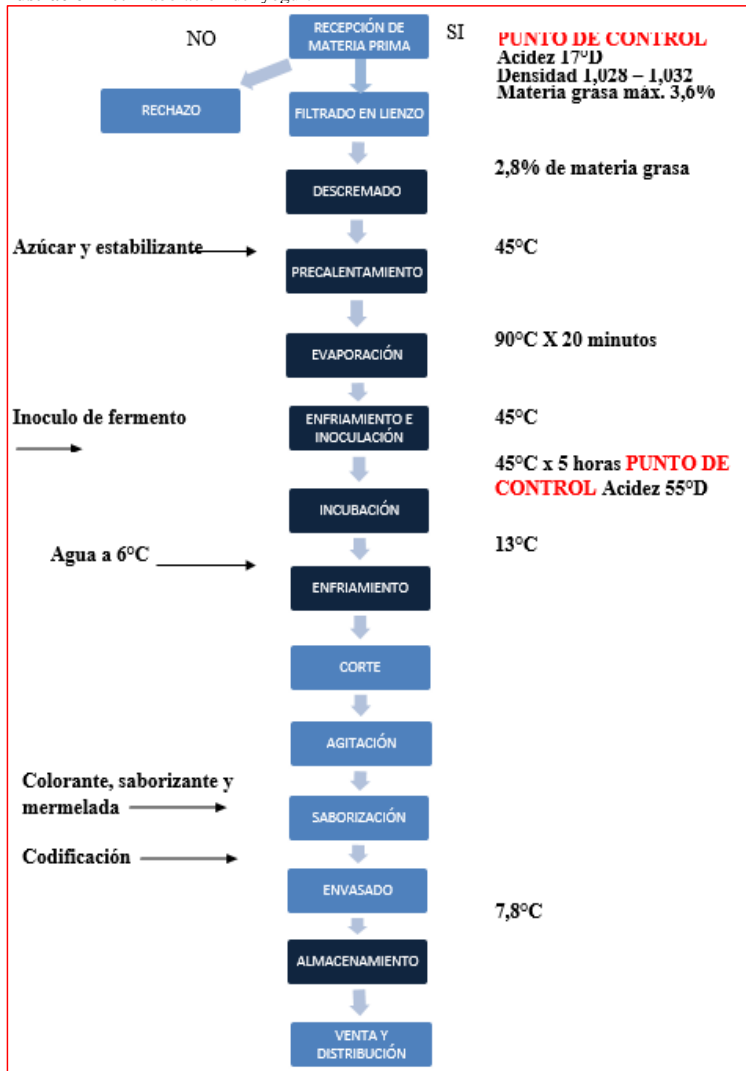 NO
RECEPCIÓN DE
MATERIA PRIMA
SI
PUNTO DE CONTROL
Acidez 17°D
Densidad 1,028 – 1,032
Materia grasa máx. 3,6%
RECHAZO
FILTRADO EN LIENZO
2,8% de materia grasa
DESCREMADO
Azúcar y estabilizante
45°C
PRECALENTAMIENTO
90°C X 20 minutos
EVAPORACIÓN
Inoculo de fermento
ENFRIAMIENTO E
INOCULACIÓN
45°C
45°C x 5 horas PUNTO DE
CONTROL Acidez 55°D
INCUBACIÓN
13°C
Agua a 6°C
ENFRIAMIENTO
CORTE
AGITACIÓN
Colorante, saborizante y
mermelada
SABORIZACIÓN
Codificación
ENVASADO
7,8°C
ALMACENAMIENTO
VENTA Y
DISTRIBUCIÓN